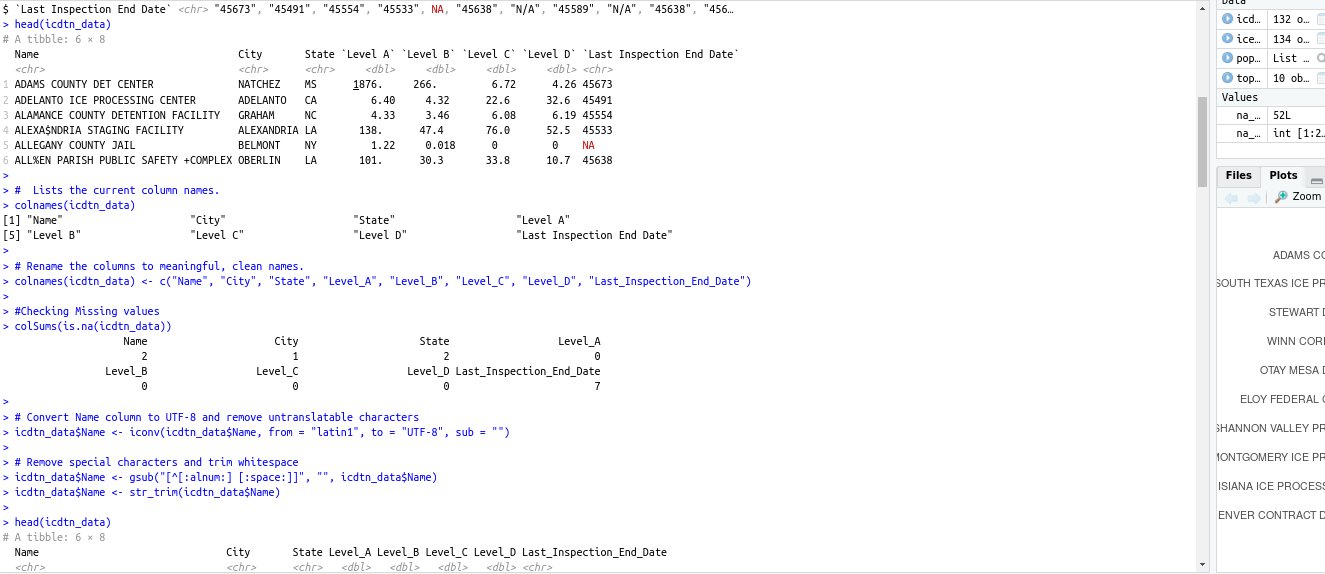 $ `Last Inspection End Date` <chr> "45673", "45491", "45554", "45533", NA, "45638", "N/A", "45589", "N/A", "45638", "456…
> head(icdtn_data)
# A tibble: 6 × 8
Name City State `Level A` `Level B` `Level C` `Level D` `Last Inspection End Date`
<chr> <chr> <chr> <dbl> <dbl> <dbl> <dbl> <chr>
1 ADAMS COUNTY DET CENTER NATCHEZ MS 1876. 266. 6.72 4.26 45673
2 ADELANTO ICE PROCESSING CENTER ADELANTO CA 6.40 4.32 22.6 32.6 45491
3 ALAMANCE COUNTY DETENTION FACILITY GRAHAM NC 4.33 3.46 6.08 6.19 45554
4 ALEXA$NDRIA STAGING FACILITY ALEXANDRIA LA 138. 47.4 76.0 52.5 45533
5 ALLEGANY COUNTY JAIL BELMONT NY 1.22 0.018 0 0 NA
6 ALL%EN PARISH PUBLIC SAFETY +COMPLEX OBERLIN LA 101. 30.3 33.8 10.7 45638
>
> #  Lists the current column names.
> colnames(icdtn_data)
[1] "Name" "City" "State" "Level A"
[5] "Level B" "Level C" "Level D" "Last Inspection End Date"
>
> # Rename the columns to meaningful, clean names.
> colnames(icdtn_data) <- c("Name", "City", "State", "Level_A", "Level_B", "Level_C", "Level_D", "Last_Inspection_End_Date")
>
> #Checking Missing values
> colSums(is.na(icdtn_data))
Name City State Level_A
2 1 2 0
Level_B Level_C Level_D Last_Inspection_End_Date
0 0 0 7
>
> # Convert Name column to UTF-8 and remove untranslatable characters
> icdtn_data$Name <- iconv(icdtn_data$Name, from = "latin1", to = "UTF-8", sub = "")
>
> # Remove special characters and trim whitespace
> icdtn_data$Name <- gsub("[^[:alnum:] [:space:]]", "", icdtn_data$Name)
> icdtn_data$Name <- str_trim(icdtn_data$Name)
>
> head(icdtn_data)
# A tibble: 6 × 8
Name City State Level_A Level_B Level_C Level_D Last_Inspection_End_Date
<chr> <chr> <chr> <dbl> <dbl> <dbl> <dbl> <chr>
Data
icd… 132 o…
ice… 134 o…
pop… List …
top… 10 ob…
Values
na_… 52L
na_… int [1:2…
Files Plots
Zoom
ADAMS CO
SOUTH TEXAS ICE PR
STEWART D
WINN CORR
OTAY MESA D
ELOY FEDERAL C
SHANNON VALLEY PR
MONTGOMERY ICE PR
ISIANA ICE PROCESS
ENVER CONTRACT D